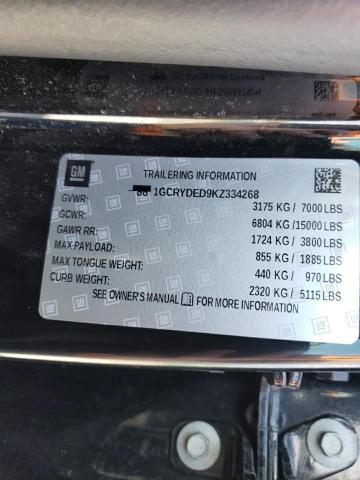 GM
TRAILERING INFORMATION
1GCRYDED9KZ334268
GVWR: 3175 KG / 7000 LBS
GCWR: 6804 KG / 15000 LBS
GAWR RR: 1724 KG / 3800 LBS
MAX PAYLOAD: 855 KG / 1885 LBS
MAX TONGUE WEIGHT: 440 KG / 970 LBS
CURB WEIGHT: 2320 KG / 5115 LBS
SEE OWNER'S MANUAL FOR MORE INFORMATION